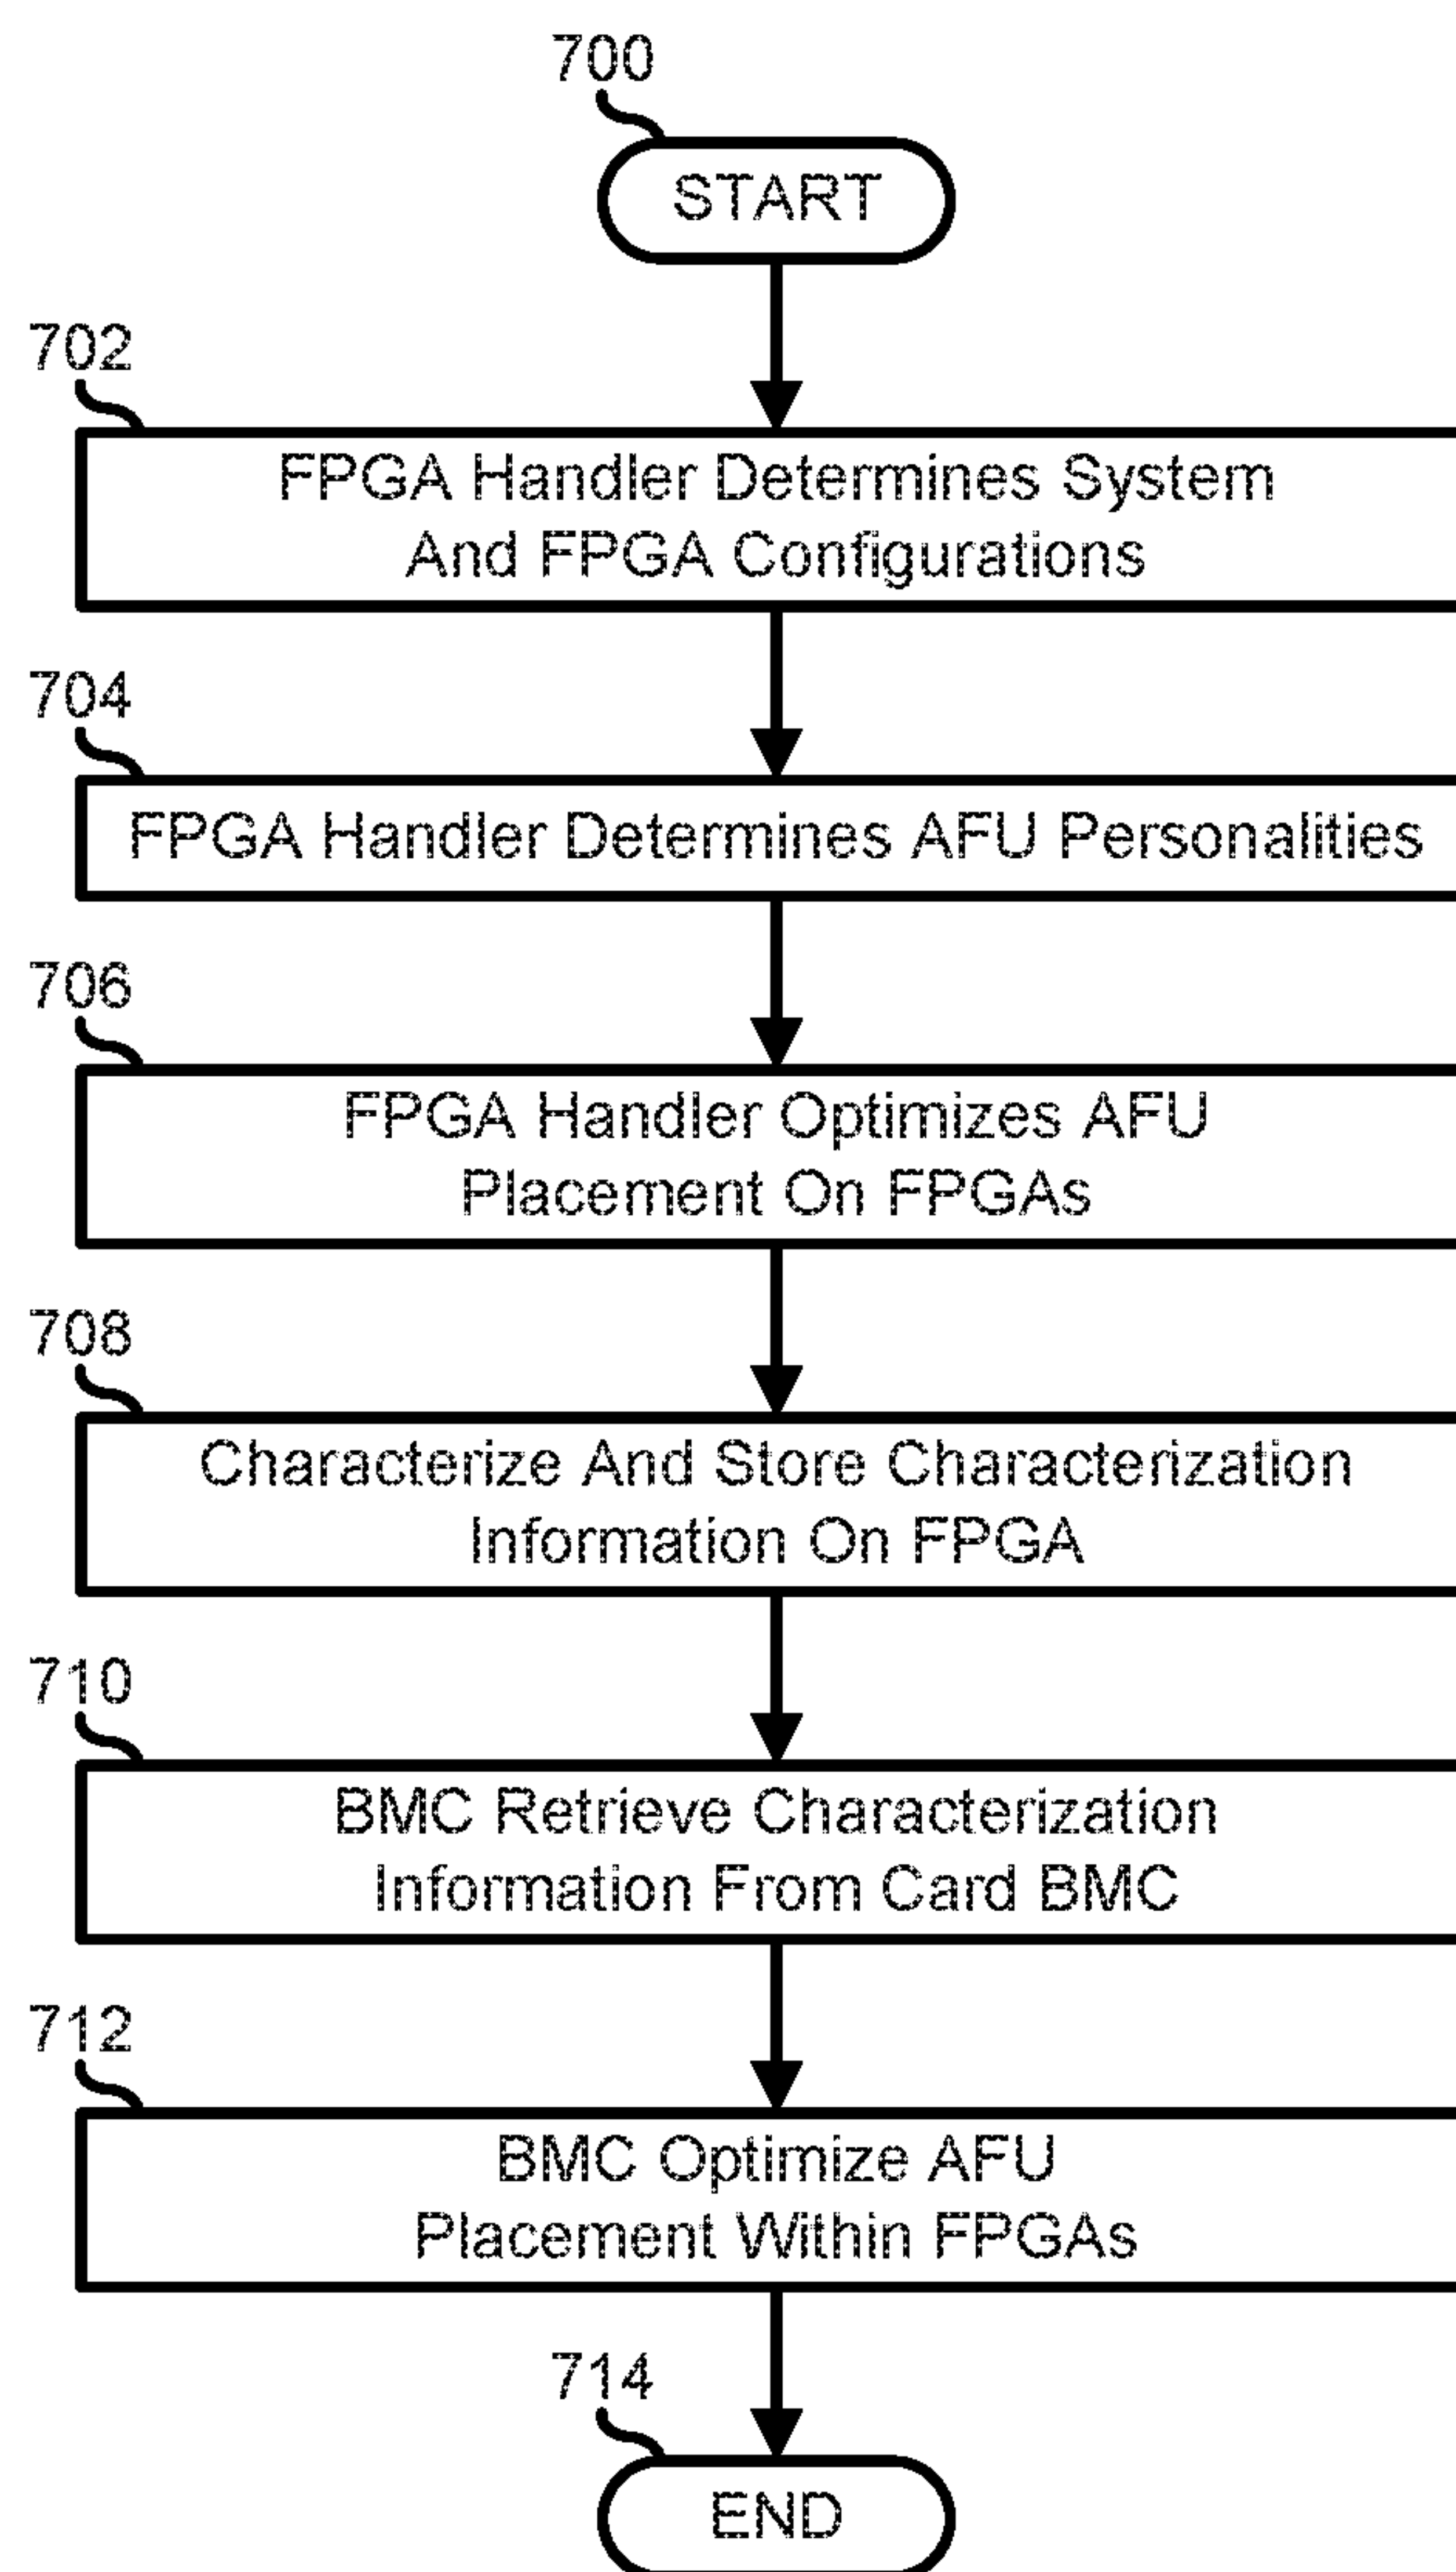 700
START
702
FPGA Handler Determines System
And FPGA Configurations
704
FPGA Handler Determines AFU Personalities
706
FPGA Handler Optimizes AFU
Placement On FPGAs
708
Characterize And Store Characterization
Information On FPGA
710
BMC Retrieve Characterization
Information From Card BMC
712
BMC Optimize AFU
Placement Within FPGAs
714
END